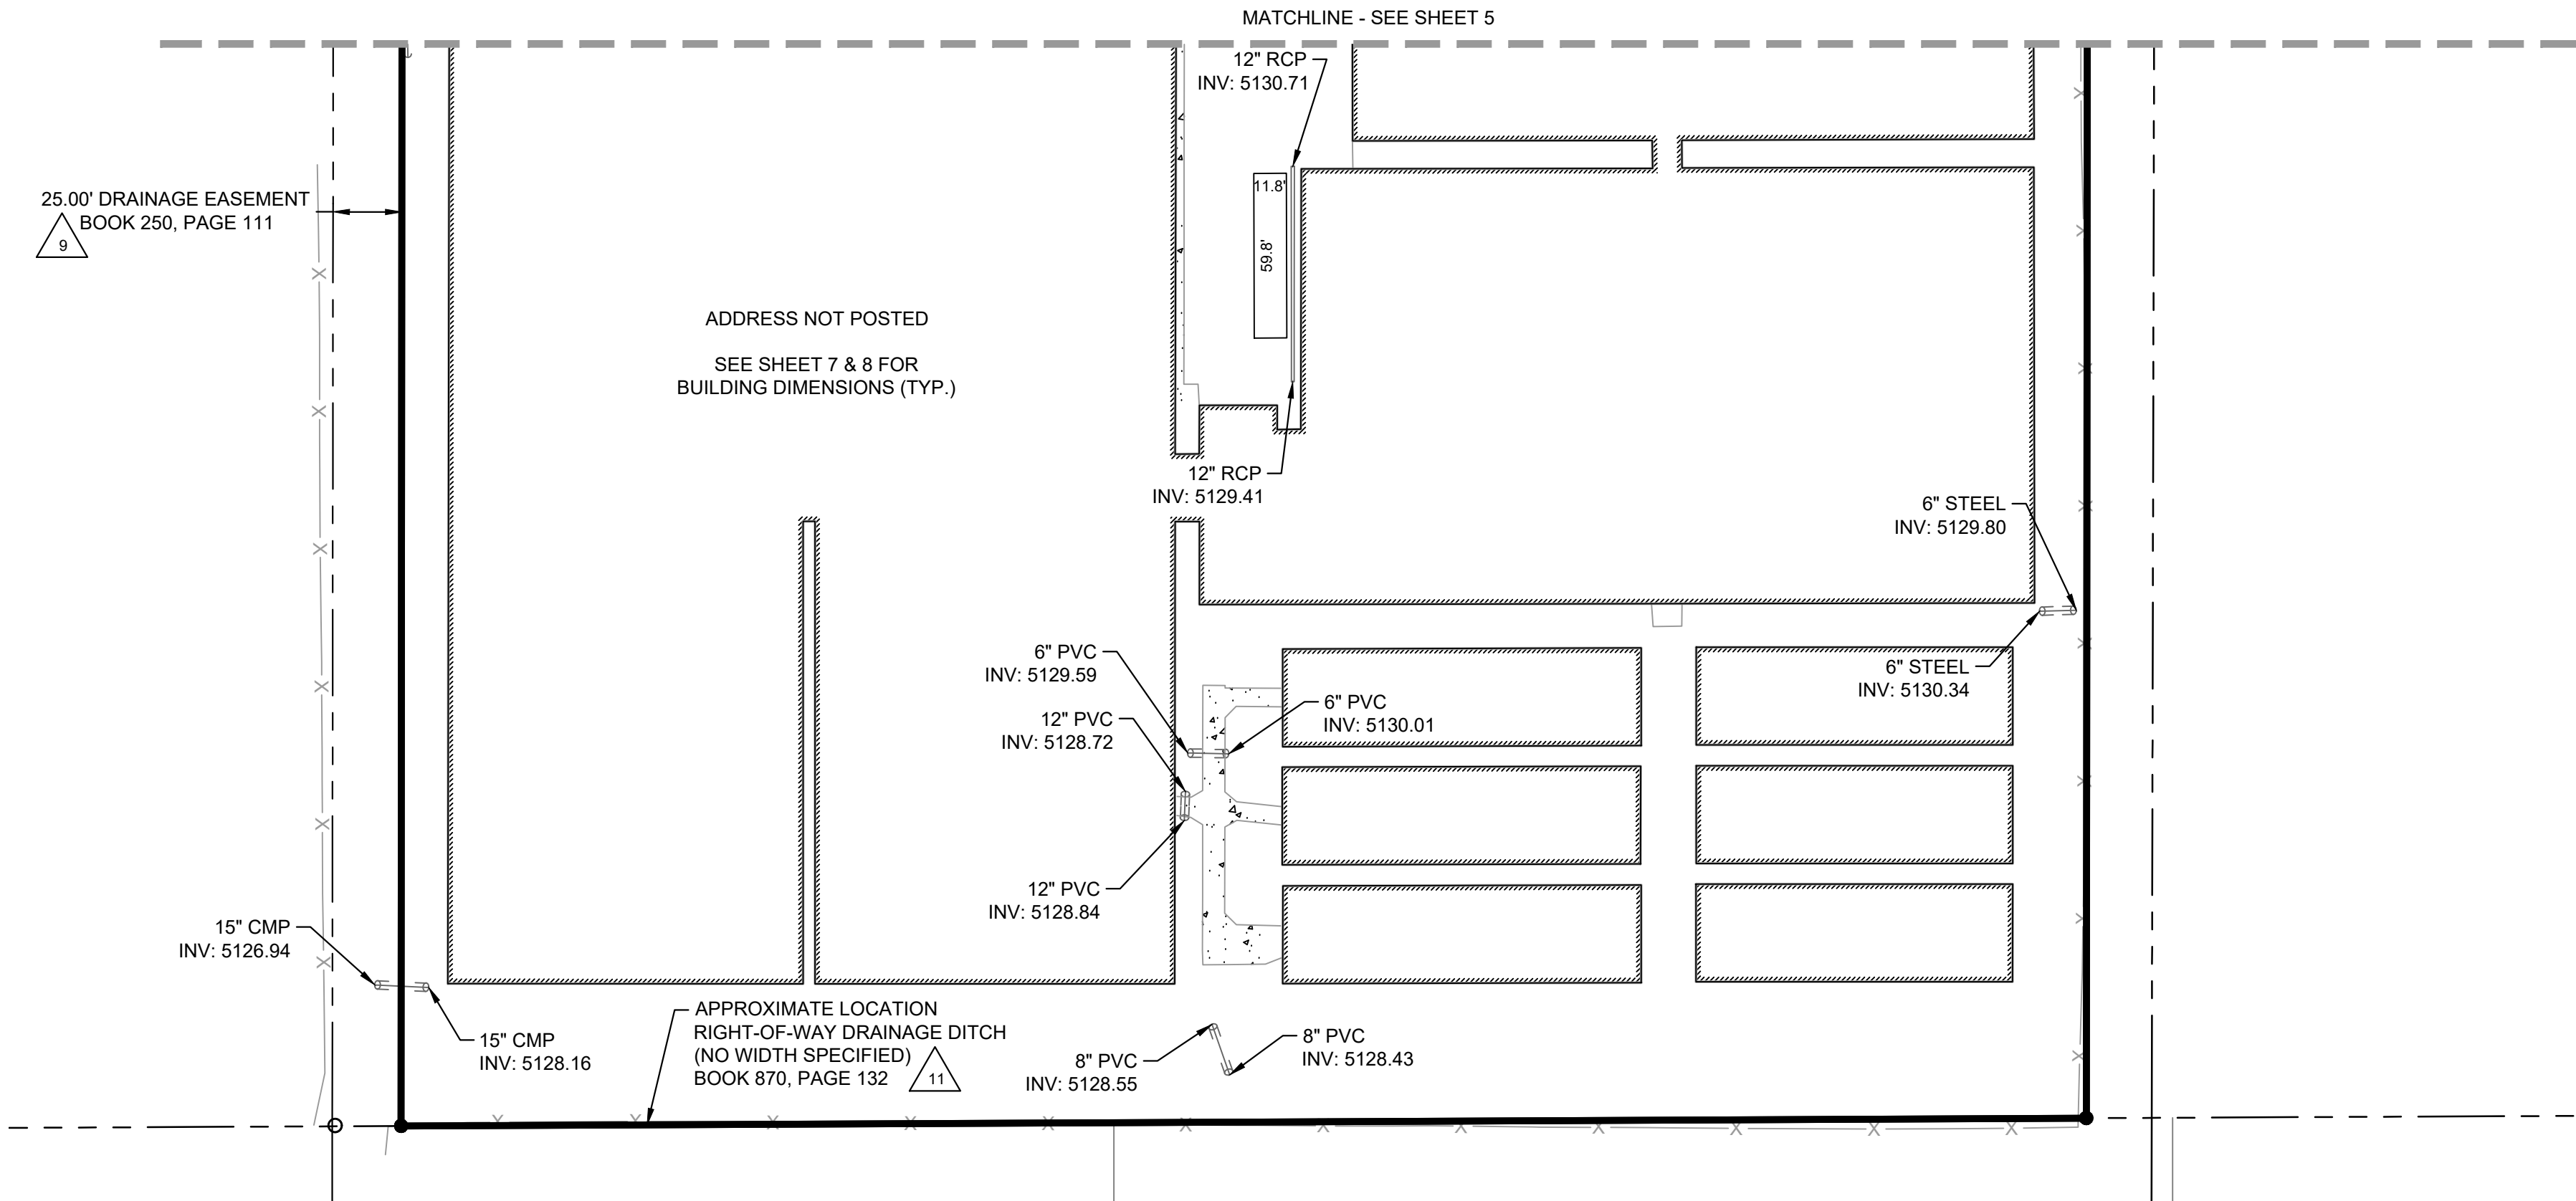 MATCHLINE - SEE SHEET 5
12" RCP
INV: 5130.71
25.00' DRAINAGE EASEMENT
BOOK 250, PAGE 111
9
11.8'
59.8'
ADDRESS NOT POSTED
SEE SHEET 7 & 8 FOR
BUILDING DIMENSIONS (TYP.)
12" RCP
INV: 5129.41
6" STEEL
INV: 5129.80
6" PVC
INV: 5129.59
6" STEEL
INV: 5130.34
6" PVC
INV: 5130.01
12" PVC
INV: 5128.72
12" PVC
INV: 5128.84
15" CMP
INV: 5126.94
15" CMP
INV: 5128.16
APPROXIMATE LOCATION
RIGHT-OF-WAY DRAINAGE DITCH
(NO WIDTH SPECIFIED)
BOOK 870, PAGE 132
11
8" PVC
INV: 5128.55
8" PVC
INV: 5128.43